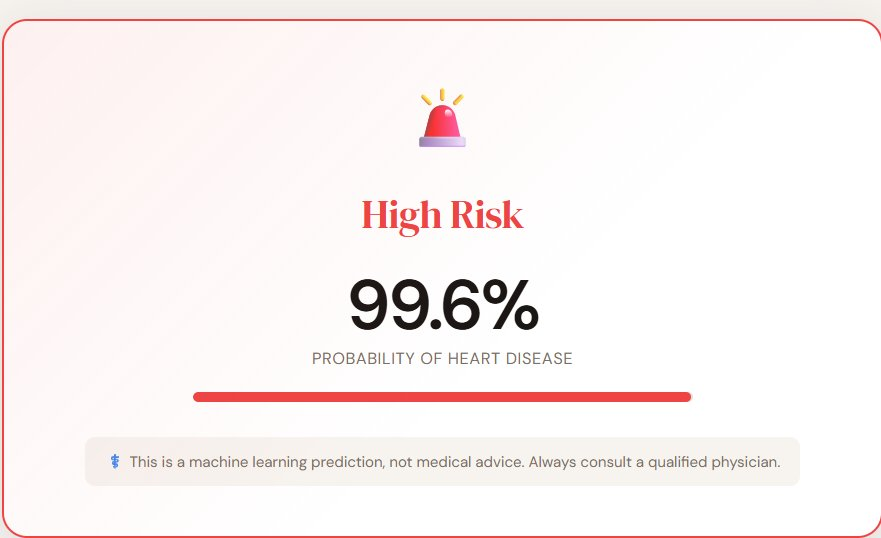 High Risk
99.6%
PROBABILITY OF HEART DISEASE
This is a machine learning prediction, not medical advice. Always consult a qualified physician.